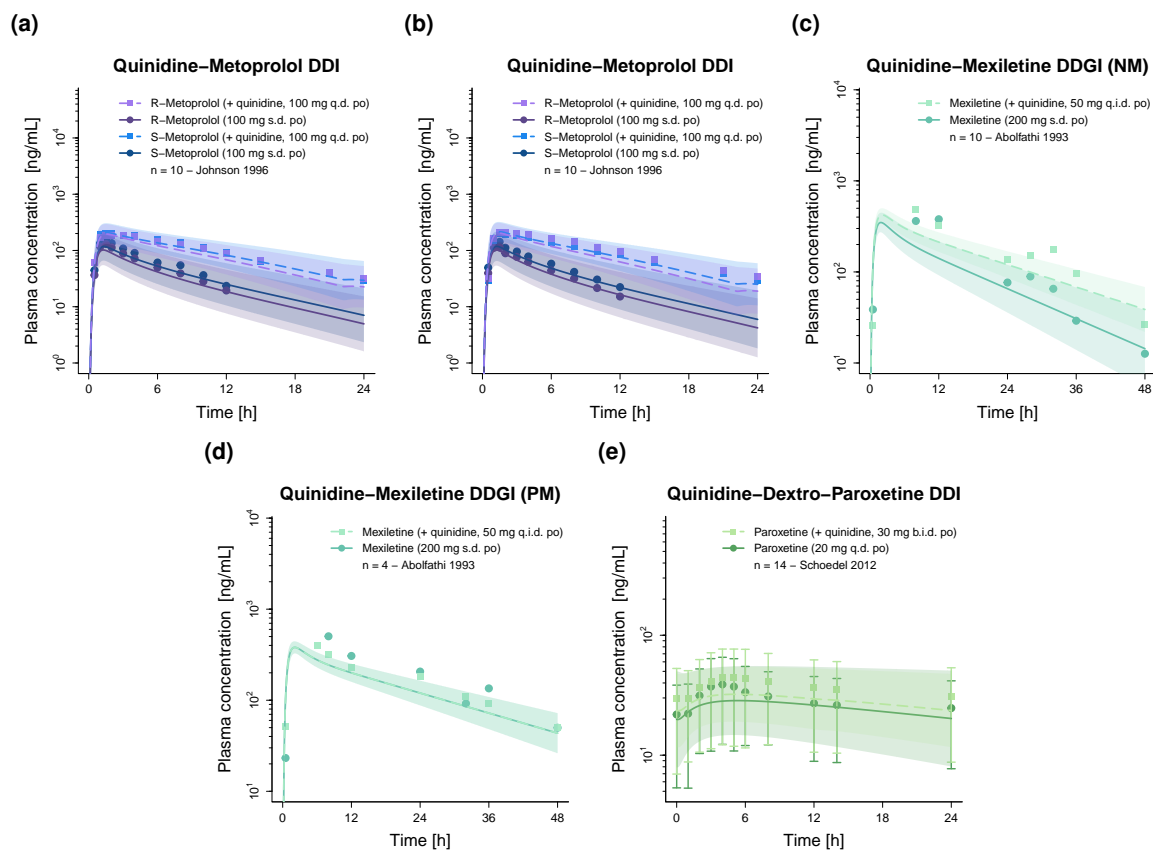 (a)
Quinidine−Metoprolol DDI
R−Metoprolol (+ quinidine, 100 mg q.d. po)
R−Metoprolol (100 mg s.d. po)
S−Metoprolol (+ quinidine, 100 mg q.d. po)
S−Metoprolol (100 mg s.d. po)
n = 10 − Johnson 1996
Plasma concentration [ng/mL]
10^4
10^3
10^2
10^1
10^0
0 6 12 18 24
Time [h]
(b)
Quinidine−Metoprolol DDI
R−Metoprolol (+ quinidine, 100 mg q.d. po)
R−Metoprolol (100 mg s.d. po)
S−Metoprolol (+ quinidine, 100 mg q.d. po)
S−Metoprolol (100 mg s.d. po)
n = 10 − Johnson 1996
Plasma concentration [ng/mL]
10^4
10^3
10^2
10^1
10^0
0 6 12 18 24
Time [h]
(c)
Quinidine−Mexiletine DDGI (NM)
Mexiletine (+ quinidine, 50 mg q.i.d. po)
Mexiletine (200 mg s.d. po)
n = 10 − Abolfathi 1993
Plasma concentration [ng/mL]
10^4
10^3
10^2
10^1
0 12 24 36 48
Time [h]
(d)
Quinidine−Mexiletine DDGI (PM)
Mexiletine (+ quinidine, 50 mg q.i.d. po)
Mexiletine (200 mg s.d. po)
n = 4 − Abolfathi 1993
Plasma concentration [ng/mL]
10^4
10^3
10^2
10^1
0 12 24 36 48
Time [h]
(e)
Quinidine−Dextro−Paroxetine DDI
Paroxetine (+ quinidine, 30 mg b.i.d. po)
Paroxetine (20 mg q.d. po)
n = 14 − Schoedel 2012
Plasma concentration [ng/mL]
10^2
10^1
0 6 12 18 24
Time [h]